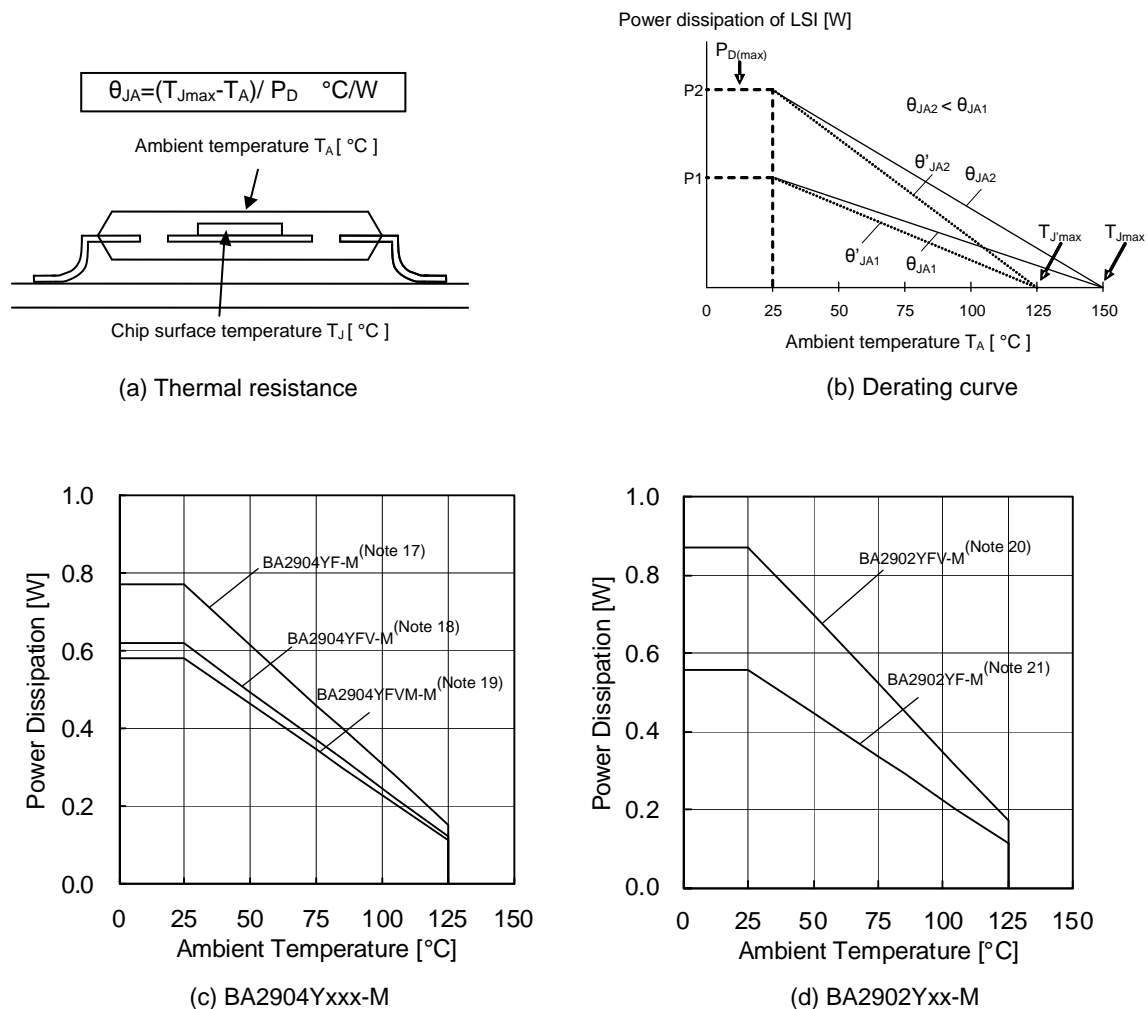 θJA=(TJmax-TA)/ PD °C/W
Ambient temperature TA [ °C ]
Chip surface temperature TJ [ °C ]
(a) Thermal resistance
Power dissipation of LSI [W]
PD(max)
P2
θJA2 < θJA1
θ'JA2
θJA2
P1
TJ'max
TJmax
θ'JA1
θJA1
0 25 50 75 100 125 150
Ambient temperature TA [ °C ]
(b) Derating curve
1.0
0.8
0.6
0.4
0.2
0.0
Power Dissipation [W]
BA2904YF-M(Note 17)
BA2904YFV-M(Note 18)
BA2904YFVM-M(Note 19)
0 25 50 75 100 125 150
Ambient Temperature [°C]
(c) BA2904Yxxx-M
1.0
0.8
0.6
0.4
0.2
0.0
Power Dissipation [W]
BA2902YFV-M(Note 20)
BA2902YF-M(Note 21)
0 25 50 75 100 125 150
Ambient Temperature [°C]
(d) BA2902Yxx-M